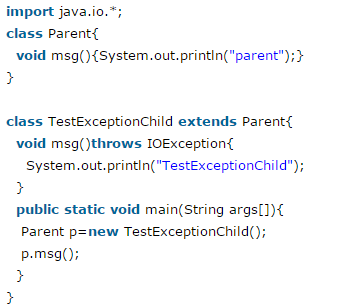 import java.io.*;
class Parent{
  void msg(){System.out.println("parent");}
}

class TestExceptionChild extends Parent{
  void msg()throws IOException{
    System.out.println("TestExceptionChild");
  }
  public static void main(String args[]){
   Parent p=new TestExceptionChild();
   p.msg();
  }
}